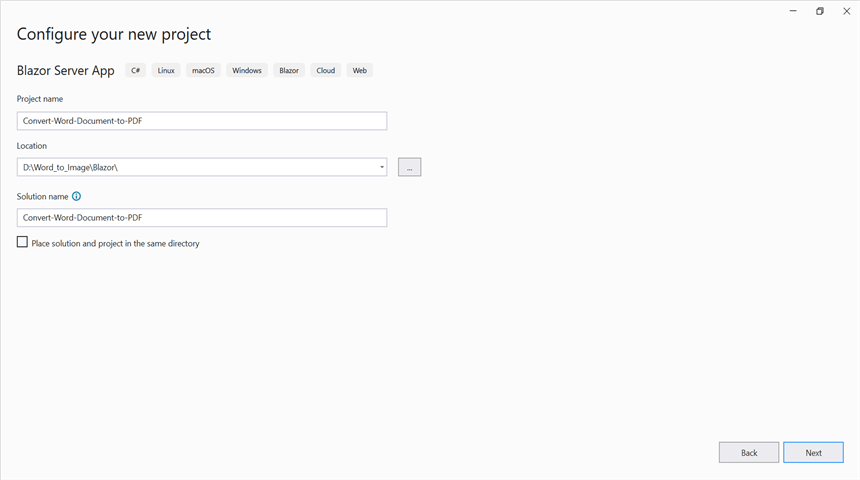 Configure your new project
Blazor Server App C# Linux macOS Windows Blazor Cloud Web
Project name
Convert-Word-Document-to-PDF
Location
D:\Word_to_Image\Blazor\
...
Solution name
Convert-Word-Document-to-PDF
Place solution and project in the same directory
Back Next